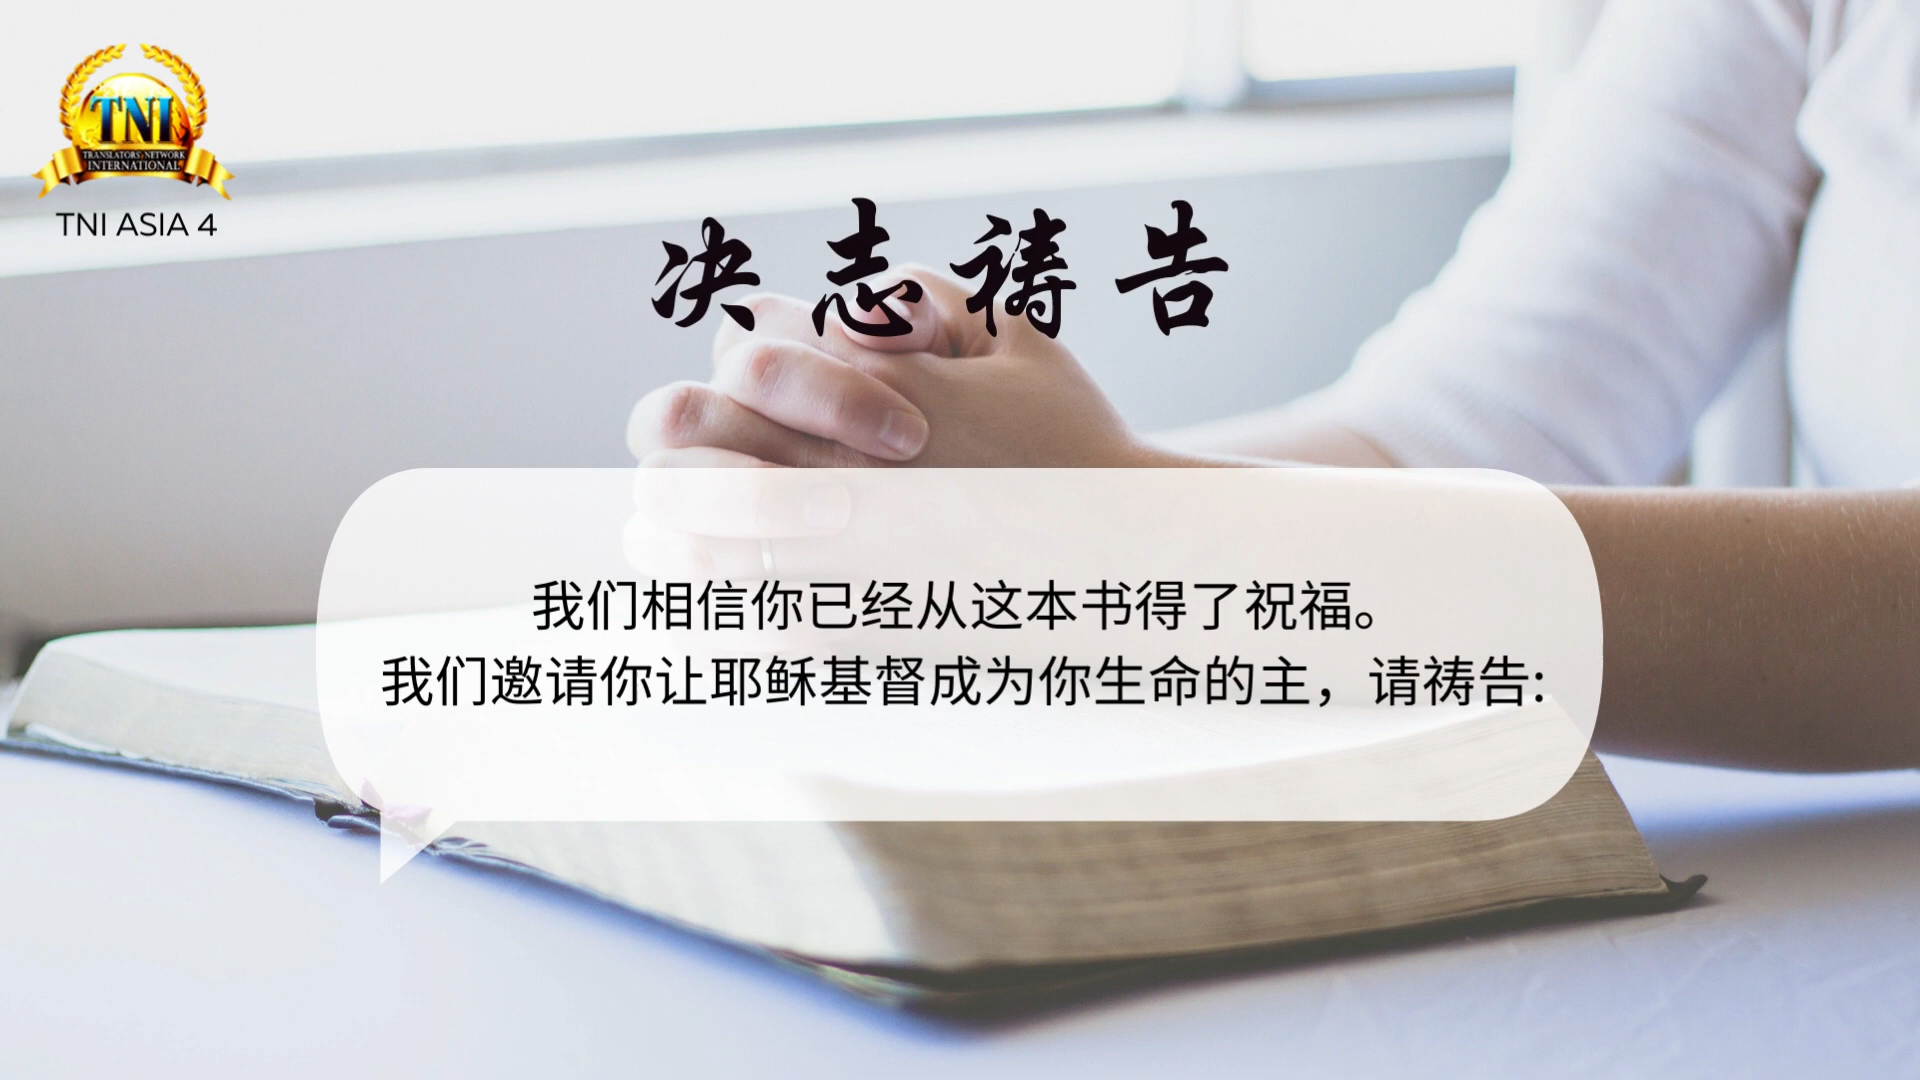 TNI
TRANSLATORS NETWORK
INTERNATIONAL
TNI ASIA 4
决志祷告
我们相信你已经从这本书得了祝福。
我们邀请你让耶稣基督成为你生命的主，请祷告: